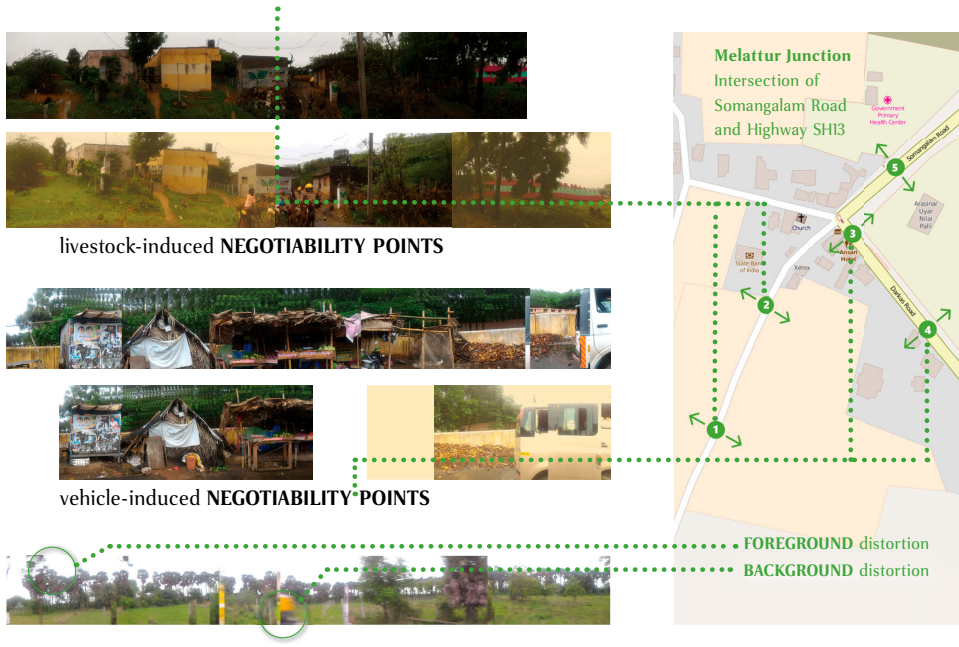 Melattur Junction
Intersection of
Somangalam Road
and Highway SH13
Government
Primary
Health Center
Somangalam Road
5
Arasinar
Uyar
Nilai
Palli
Church
3
Ansari
Hotel
State Bank
of India
Xerox
Darkas Road
2
4
1
livestock-induced NEGOTIABILITY POINTS
vehicle-induced NEGOTIABILITY POINTS
FOREGROUND distortion
BACKGROUND distortion